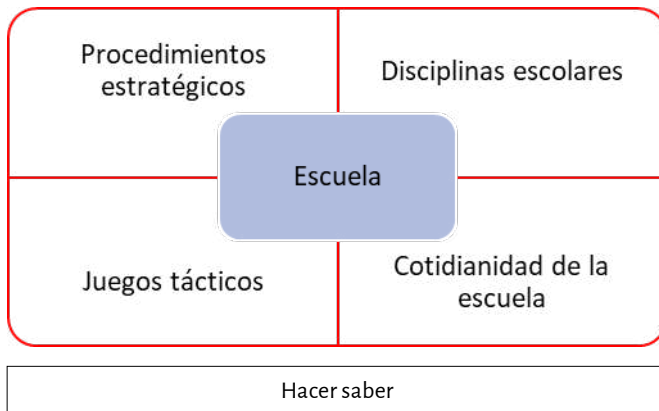 Procedimientos
estratégicos
Disciplinas escolares
Escuela
Juegos tácticos
Cotidianidad de la
escuela
Hacer saber